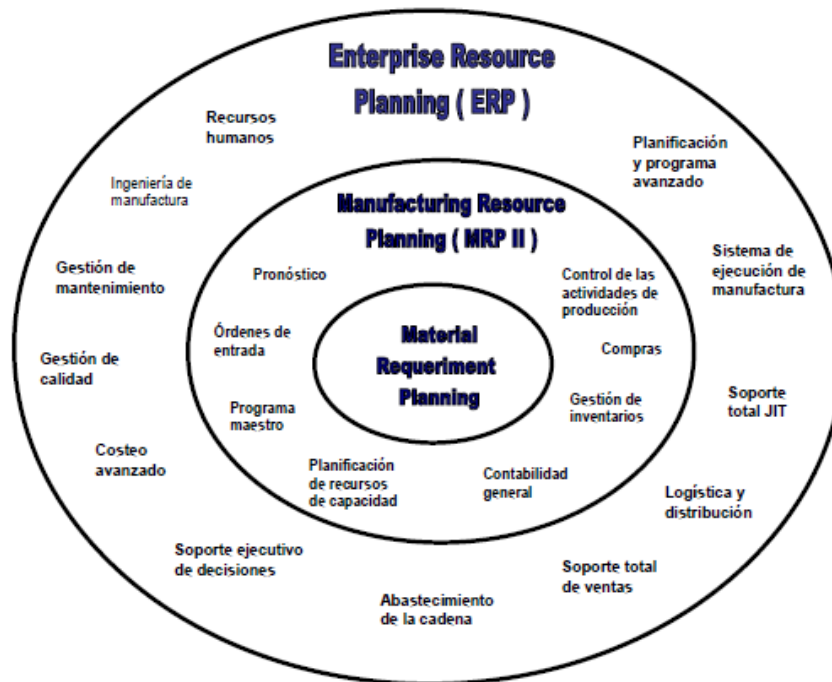 Enterprise Resource
Planning ( ERP )
Recursos
humanos
Planificación
y programa
avanzado
Ingeniería de
manufactura
Manufacturing Resource
Planning ( MRP II )
Gestión de
mantenimiento
Sistema de
ejecución de
manufactura
Pronóstico
Control de las
actividades de
producción
Órdenes de
entrada
Material
Requeriment
Planning
Compras
Gestión de
calidad
Soporte
total JIT
Programa
maestro
Gestión de
inventarios
Costeo
avanzado
Planificación
de recursos
de capacidad
Contabilidad
general
Logística y
distribución
Soporte ejecutivo
de decisiones
Soporte total
de ventas
Abastecimiento
de la cadena